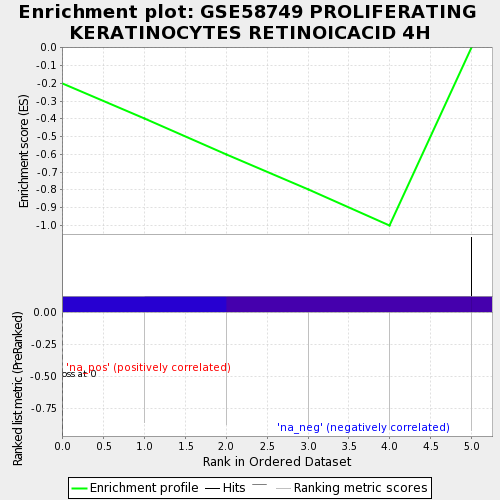 Enrichment plot: GSE58749 PROLIFERATING
KERATINOCYTES RETINOICACID 4H
Enrichment score (ES)
0.0
-0.1
-0.2
-0.3
-0.4
-0.5
-0.6
-0.7
-0.8
-0.9
-1.0
Ranked list metric (PreRanked)
0.00
-0.25
-0.50
-0.75
'na_pos' (positively correlated)
'na_neg' (negatively correlated)
0.0 0.5 1.0 1.5 2.0 2.5 3.0 3.5 4.0 4.5 5.0
Rank in Ordered Dataset
Enrichment profile Hits Ranking metric scores